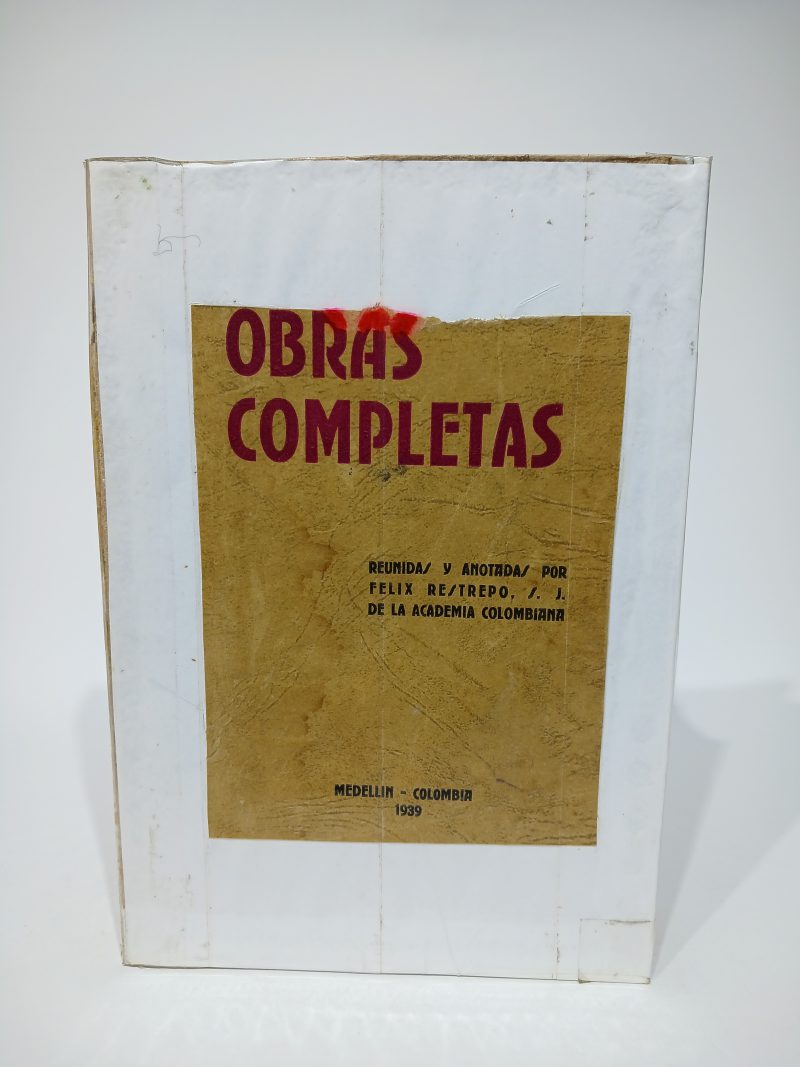 OBRAS
COMPLETAS
REUNIDAS Y ANOTADAS POR
FELIX RESTREPO, S. J.
DE LA ACADEMIA COLOMBIANA
MEDELLIN - COLOMBIA
1939